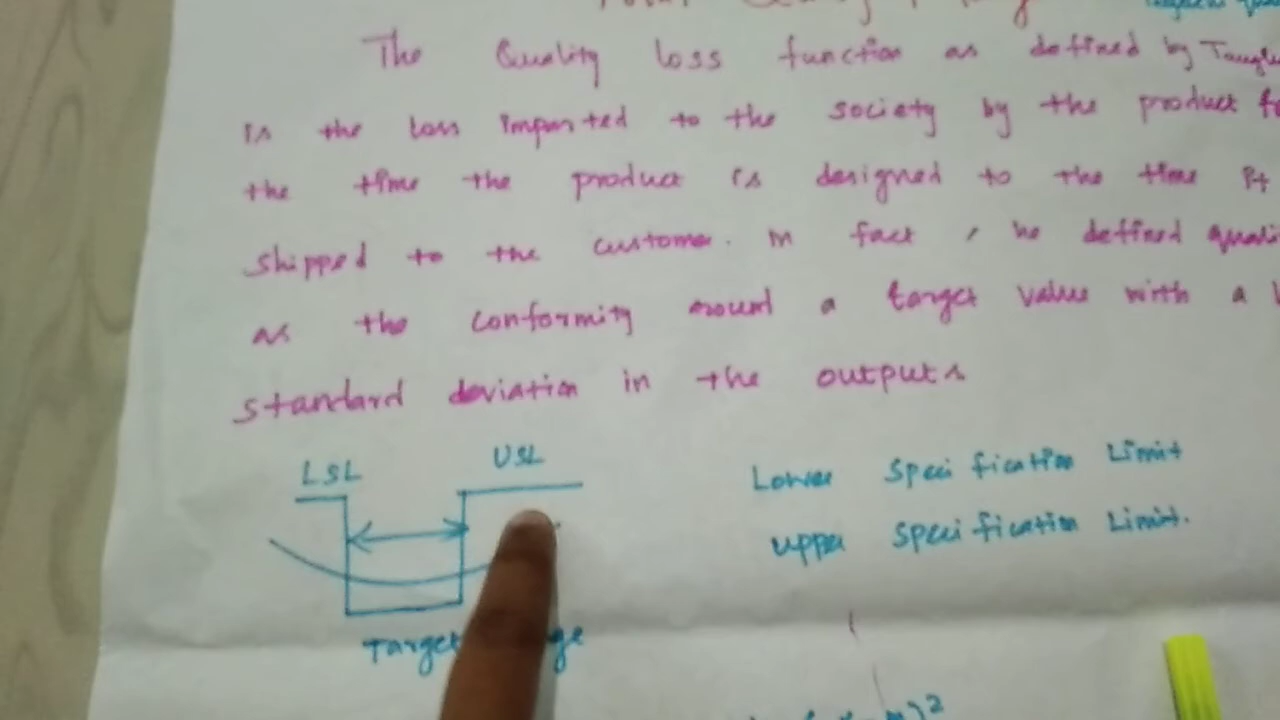 The Quality loss function as defined by
is the loss imparted to the society by the product
the time the product is designed to the time it
shipped to the customer. In fact, he defined
as the conformity around a target value with a
standard deviation in the outputs
LSL USL
Lower Specification Limit
Upper Specification Limit.
Target